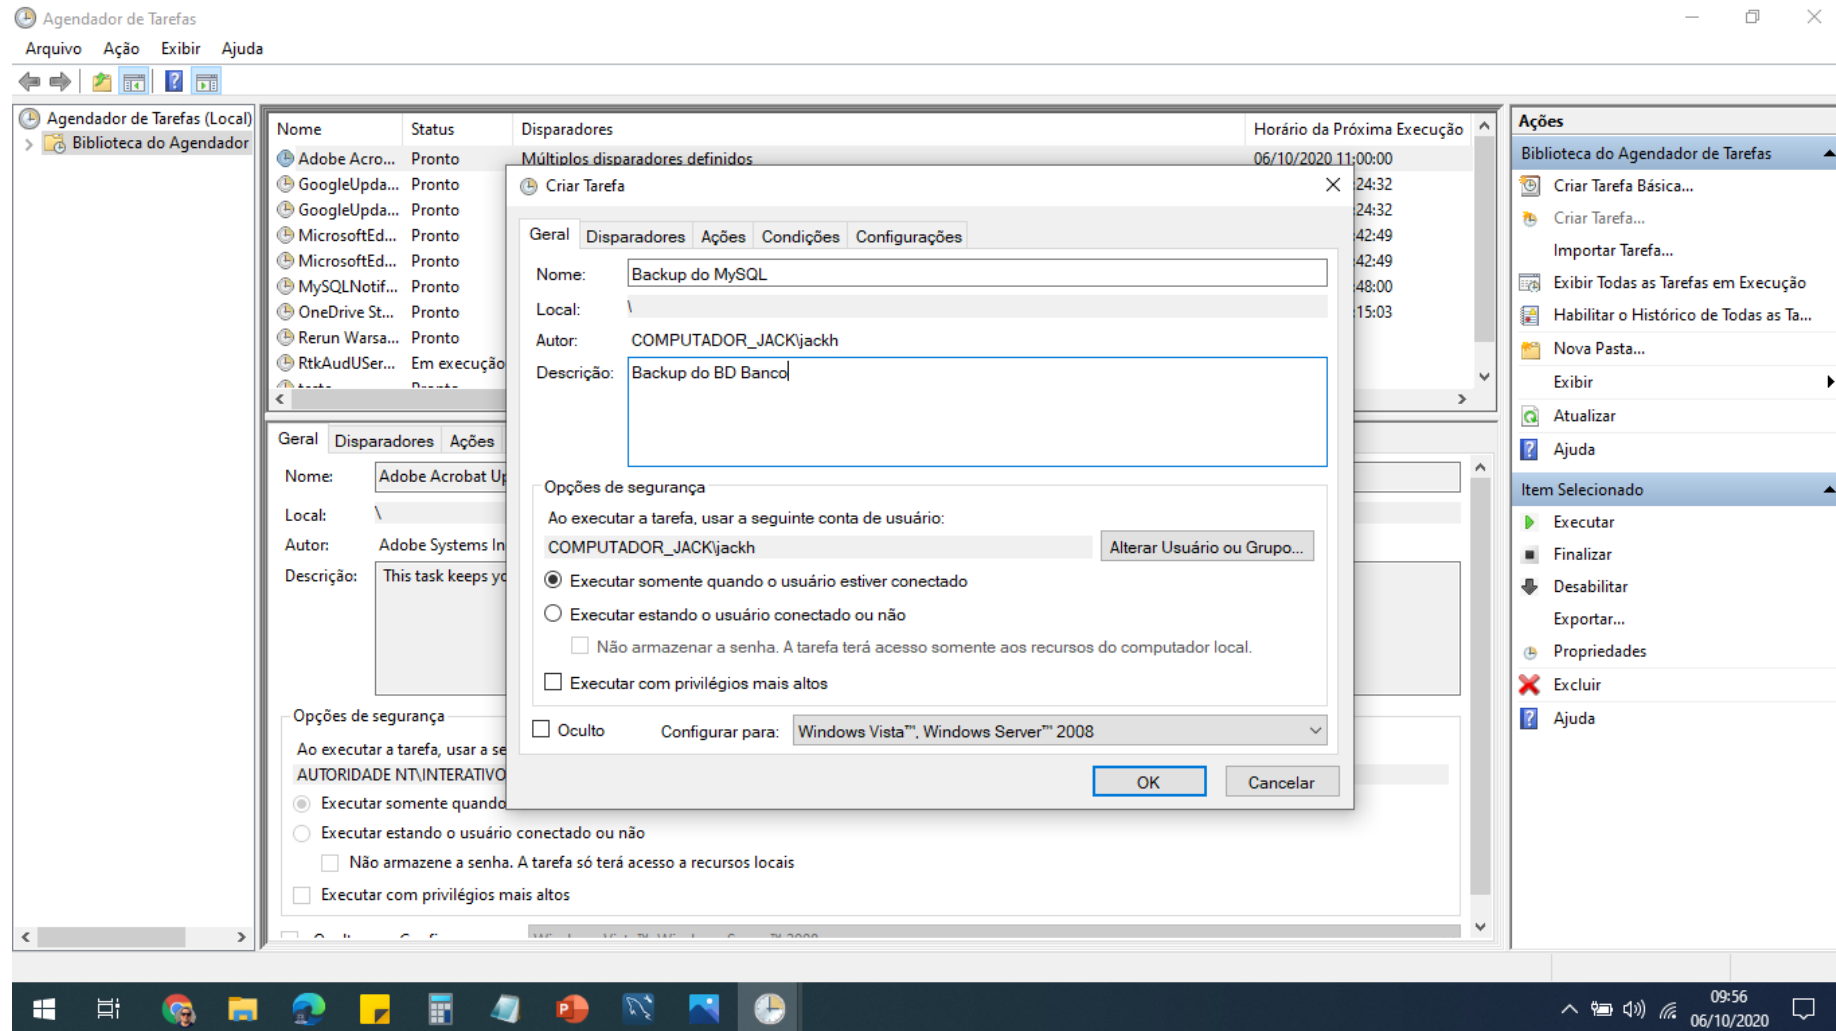 Agendador de Tarefas
Arquivo Ação Exibir Ajuda
Agendador de Tarefas (Local)
Biblioteca do Agendador
Nome Status Disparadores Horário da Próxima Execução
Adobe Acro... Pronto Múltiplos disparadores definidos 06/10/2020 11:00:00
GoogleUpda... Pronto :24:32
GoogleUpda... Pronto :24:32
MicrosoftEd... Pronto :42:49
MicrosoftEd... Pronto :42:49
MySQLNotif... Pronto :48:00
OneDrive St... Pronto :15:03
Rerun Warsa... Pronto
RtkAudUSer... Em execução
Criar Tarefa
Geral Disparadores Ações Condições Configurações
Nome: Backup do MySQL
Local: \
Autor: COMPUTADOR_JACK\jackh
Descrição: Backup do BD Banco
Opções de segurança
Ao executar a tarefa, usar a seguinte conta de usuário:
COMPUTADOR_JACK\jackh Alterar Usuário ou Grupo...
Executar somente quando o usuário estiver conectado
Executar estando o usuário conectado ou não
Não armazenar a senha. A tarefa terá acesso somente aos recursos do computador local.
Executar com privilégios mais altos
Oculto Configurar para: Windows Vista™, Windows Server™ 2008
OK Cancelar
Geral Disparadores Ações
Nome: Adobe Acrobat Up
Local: \
Autor: Adobe Systems In
Descrição: This task keeps yo
Opções de segurança
Ao executar a tarefa, usar a se
AUTORIDADE NT\INTERATIVO
Executar somente quando
Executar estando o usuário conectado ou não
Não armazene a senha. A tarefa só terá acesso a recursos locais
Executar com privilégios mais altos
Ações
Biblioteca do Agendador de Tarefas
Criar Tarefa Básica...
Criar Tarefa...
Importar Tarefa...
Exibir Todas as Tarefas em Execução
Habilitar o Histórico de Todas as Ta...
Nova Pasta...
Exibir
Atualizar
Ajuda
Item Selecionado
Executar
Finalizar
Desabilitar
Exportar...
Propriedades
Excluir
Ajuda
09:56
06/10/2020